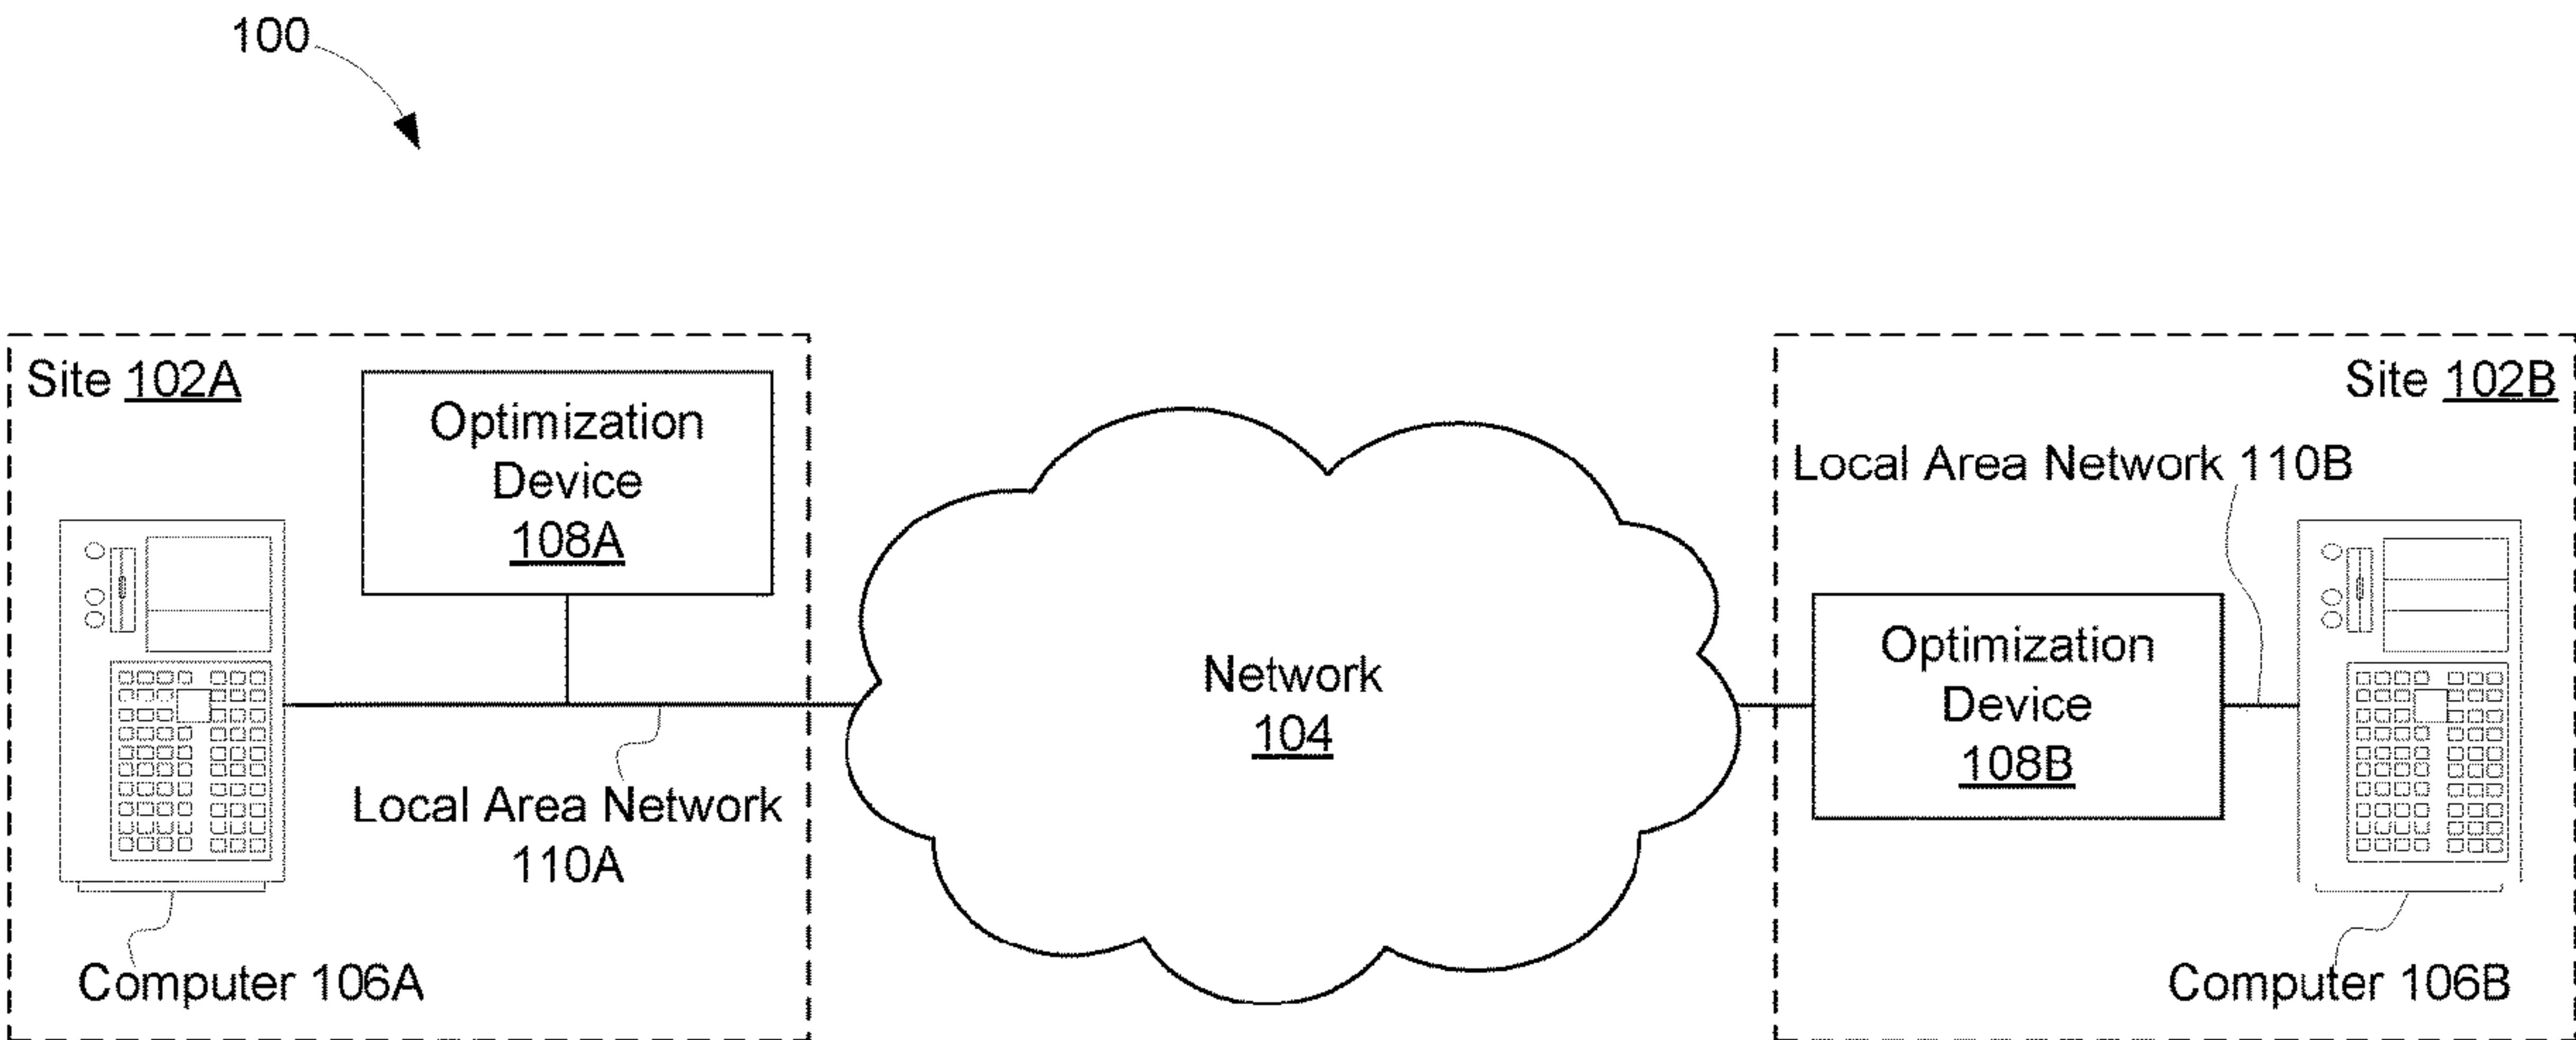 100
Site 102A
Optimization
Device
108A
Local Area Network
110A
Computer 106A
Network
104
Site 102B
Local Area Network 110B
Optimization
Device
108B
Computer 106B